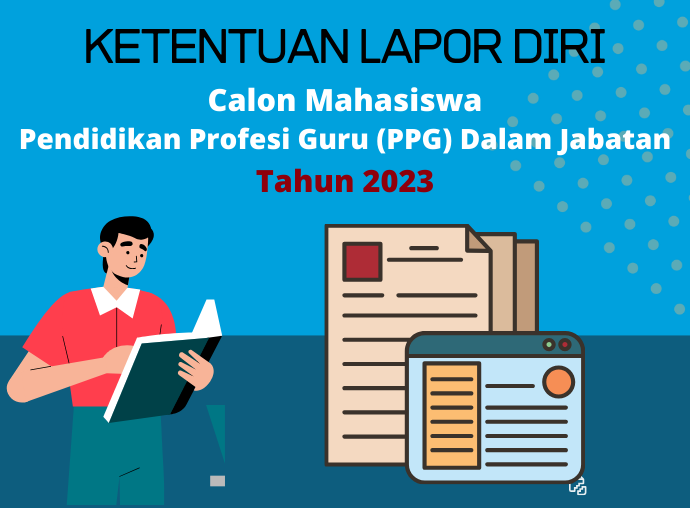 KETENTUAN LAPOR DIRI
Calon Mahasiswa
Pendidikan Profesi Guru (PPG) Dalam Jabatan
Tahun 2023